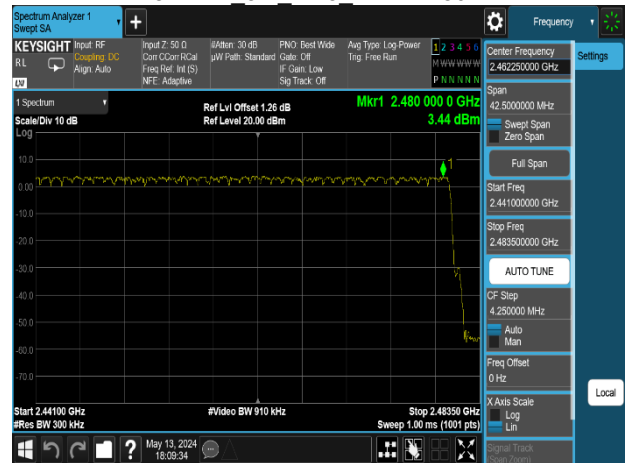 Spectrum Analyzer 1
Swept SA
Frequency
KEYSIGHT
RL
LXI
Input: RF
Coupling: DC
Align: Auto
Input Z: 50 Ω
Corr CCorr RCal
Freq Ref: Int (S)
NFE: Adaptive
#Atten: 30 dB
µW Path: Standard
PNO: Best Wide
Gate: Off
IF Gain: Low
Sig Track: Off
Avg Type: Log-Power
Trig: Free Run
1 2 3 4 5 6
M W W W W W
P N N N N N
Center Frequency
2.462250000 GHz
Settings
1 Spectrum
Scale/Div 10 dB
Log
Ref Lvl Offset 1.26 dB
Ref Level 20.00 dBm
Mkr1 2.480 000 0 GHz
3.44 dBm
Span
42.5000000 MHz
Swept Span
Zero Span
Full Span
Start Freq
2.441000000 GHz
Stop Freq
2.483500000 GHz
AUTO TUNE
CF Step
4.250000 MHz
Auto
Man
Freq Offset
0 Hz
X Axis Scale
Log
Lin
Signal Track
(Span Zoom)
Local
10.0
0.00
-10.0
-20.0
-30.0
-40.0
-50.0
-60.0
-70.0
1
Start 2.44100 GHz
#Res BW 300 kHz
#Video BW 910 kHz
Stop 2.48350 GHz
Sweep 1.00 ms (1001 pts)
May 13, 2024
18:09:34